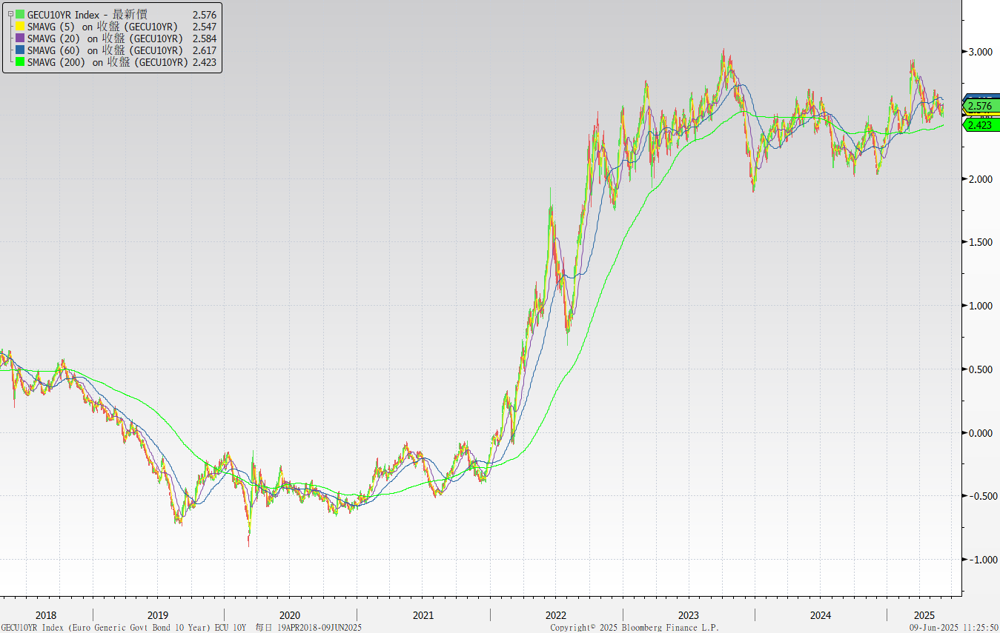 GECU10YR Index - 最新價 2.576
SMAVG (5) on 收盤 (GECU10YR) 2.547
SMAVG (20) on 收盤 (GECU10YR) 2.584
SMAVG (60) on 收盤 (GECU10YR) 2.617
SMAVG (200) on 收盤 (GECU10YR) 2.423
3.000
2.576
2.423
2.000
1.500
1.000
0.500
0.000
-0.500
-1.000
2018 2019 2020 2021 2022 2023 2024 2025
GECU10YR Index (Euro Generic Govt Bond 10 Year) ECU 10Y 每日 19APR2018-09JUN2025 Copyright© 2025 Bloomberg Finance L.P. 09-Jun-2025 11:25:50